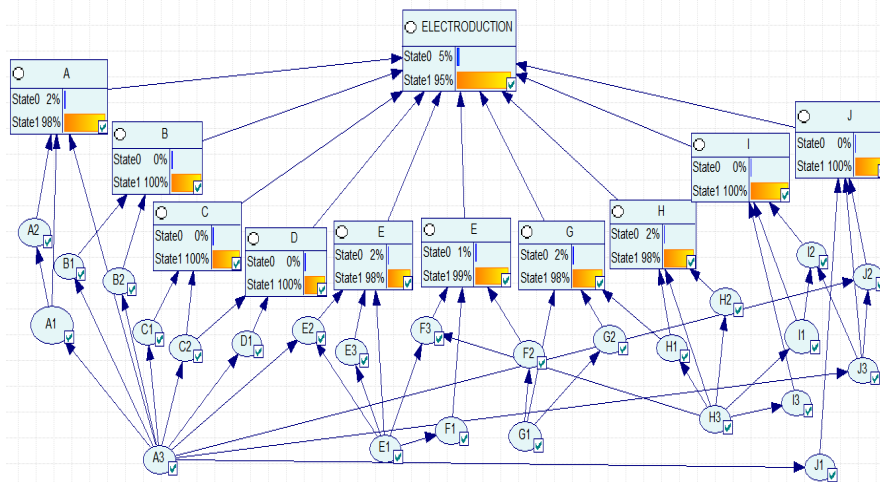 ELECTRODUCTION
State0 5%
State1 95%
A
State0 2%
State1 98%
B
State0 0%
State1 100%
C
State0 0%
State1 100%
D
State0 0%
State1 100%
E
State0 2%
State1 98%
E
State0 1%
State1 99%
G
State0 2%
State1 98%
H
State0 2%
State1 98%
I
State0 0%
State1 100%
J
State0 0%
State1 100%
A2
B1
B2
A1
C1
C2
D1
E2
E3
F3
F2
G2
H1
H2
I2
J2
I1
J3
I3
H3
G1
F1
E1
A3
J1